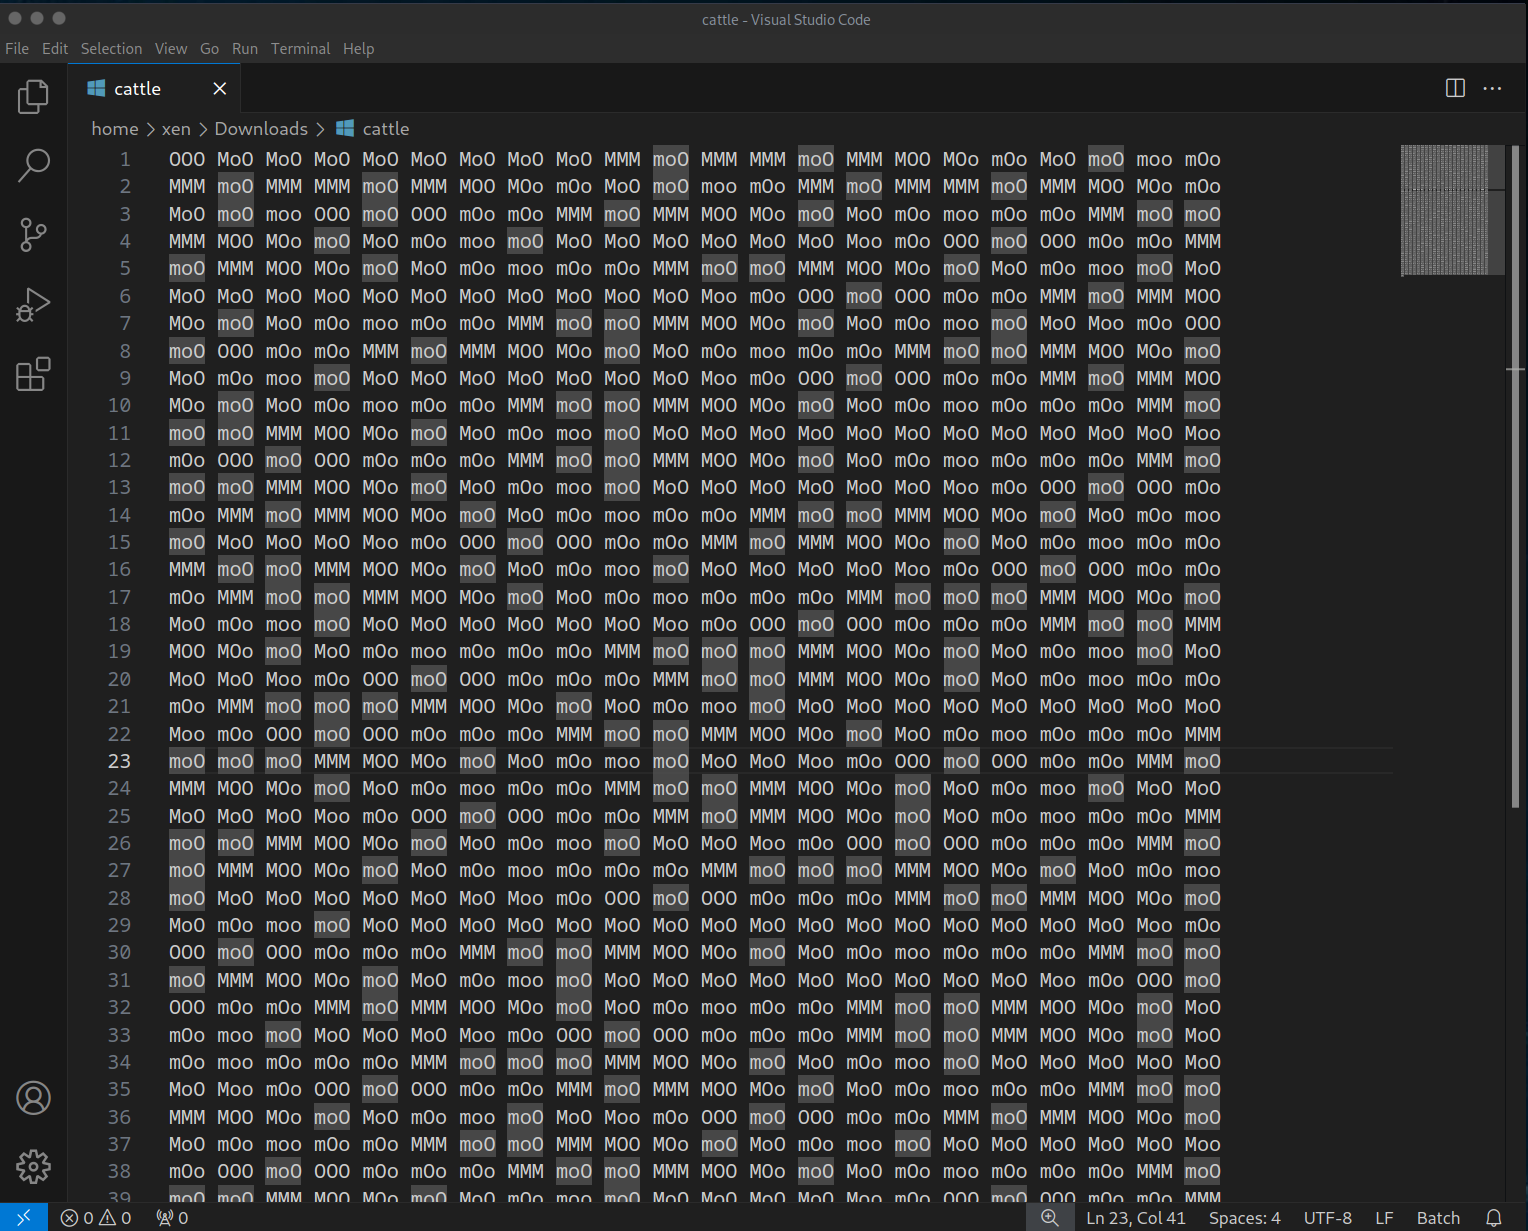 cattle - Visual Studio Code
File Edit Selection View Go Run Terminal Help
cattle
home > xen > Downloads > cattle
1 OOO MoO MoO MoO MoO MoO MoO MoO MoO MMM moO MMM MMM moO MMM MOO MOo mOo MoO moO moo mOo
2 MMM moO MMM MMM moO MMM MOO MOo mOo MoO moO moo mOo MMM moO MMM MMM moO MMM MOO MOo mOo
3 MoO moO moo OOO moO OOO mOo mOo MMM moO MMM MOO MOo moO MoO mOo moo mOo mOo MMM moO moO
4 MMM MOO MOo moO MoO mOo moo moO MoO MoO MoO MoO MoO MoO Moo mOo OOO moO OOO mOo mOo MMM
5 moO MMM MOO MOo moO MoO mOo moo mOo mOo MMM moO moO MMM MOO MOo moO MoO mOo moo moO MoO
6 MoO MoO MoO MoO MoO MoO MoO MoO MoO MoO MoO Moo mOo OOO moO OOO mOo mOo MMM moO MMM MOO
7 MOo moO MoO mOo moo mOo mOo MMM moO moO MMM MOO MOo moO MoO mOo moo moO MoO Moo mOo OOO
8 moO OOO mOo mOo MMM moO MMM MOO MOo moO MoO mOo moo mOo mOo MMM moO moO MMM MOO MOo moO
9 MoO mOo moo moO MoO MoO MoO MoO MoO MoO MoO Moo mOo OOO moO OOO mOo mOo MMM moO MMM MOO
10 MOo moO MoO mOo moo mOo mOo MMM moO moO MMM MOO MOo moO MoO mOo moo mOo mOo mOo MMM moO
11 moO moO MMM MOO MOo moO MoO mOo moo moO MoO MoO MoO MoO MoO MoO MoO MoO MoO MoO MoO Moo
12 mOo OOO moO OOO mOo mOo mOo MMM moO moO MMM MOO MOo moO MoO mOo moo mOo mOo mOo MMM moO
13 moO moO MMM MOO MOo moO MoO mOo moo moO MoO MoO MoO MoO MoO MoO Moo mOo OOO moO OOO mOo
14 mOo MMM moO MMM MOO MOo moO MoO mOo moo mOo mOo MMM moO moO MMM MOO MOo moO MoO mOo moo
15 moO MoO MoO MoO Moo mOo OOO moO OOO mOo mOo MMM moO MMM MOO MOo moO MoO mOo moo mOo mOo
16 MMM moO moO MMM MOO MOo moO MoO mOo moo moO MoO MoO MoO MoO Moo mOo OOO moO OOO mOo mOo
17 mOo MMM moO moO MMM MOO MOo moO MoO mOo moo mOo mOo mOo MMM moO moO moO MMM MOO MOo moO
18 MoO mOo moo moO MoO MoO MoO MoO MoO MoO Moo mOo OOO moO OOO mOo mOo mOo MMM moO moO MMM
19 MOO MOo moO MoO mOo moo mOo mOo mOo MMM moO moO moO MMM MOO MOo moO MoO mOo moo moO MoO
20 MoO MoO Moo mOo OOO moO OOO mOo mOo mOo MMM moO moO MMM MOO MOo moO MoO mOo moo mOo mOo
21 mOo MMM moO moO moO MMM MOO MOo moO MoO mOo moo moO MoO MoO MoO MoO MoO MoO MoO MoO MoO
22 Moo mOo OOO moO OOO mOo mOo mOo MMM moO moO MMM MOO MOo moO MoO mOo moo mOo mOo mOo MMM
23 moO moO moO MMM MOO MOo moO MoO mOo moo moO MoO MoO MoO Moo mOo OOO moO OOO mOo mOo MMM moO
24 MMM MOO MOo moO MoO mOo moo mOo mOo MMM moO moO MMM MOO MOo moO MoO mOo moo moO MoO MoO
25 MoO MoO MoO Moo mOo OOO moO OOO mOo mOo MMM moO MMM MOO MOo moO MoO mOo moo mOo mOo MMM
26 moO moO MMM MOO MOo moO MoO mOo moo moO MoO MoO MoO Moo mOo OOO moO OOO mOo mOo mOo MMM moO
27 moO MMM MOO MOo moO MoO mOo moo mOo mOo mOo MMM moO moO moO MMM MOO MOo moO MoO mOo moo
28 moO MoO MoO MoO MoO MoO MoO Moo mOo OOO moO OOO mOo mOo mOo MMM moO moO MMM MOO MOo moO
29 MoO mOo moo moO MoO MoO MoO MoO MoO MoO MoO MoO MoO MoO MoO MoO MoO MoO MoO MoO Moo mOo
30 OOO moO OOO mOo mOo mOo MMM moO moO MMM MOO MOo moO MoO mOo moo mOo mOo mOo MMM moO moO
31 moO MMM MOO MOo moO MoO mOo moo moO MoO MoO MoO MoO MoO MoO MoO MoO MoO Moo mOo OOO moO
32 OOO mOo mOo MMM moO MMM MOO MOo moO MoO mOo moo mOo mOo MMM moO moO MMM MOO MOo moO MoO
33 mOo moo moO MoO MoO MoO Moo mOo OOO moO OOO mOo mOo mOo MMM moO moO MMM MOO MOo moO MoO
34 mOo moo mOo mOo mOo MMM moO moO moO MMM MOO MOo moO MoO mOo moo moO MoO MoO MoO MoO MoO
35 MoO Moo mOo OOO moO OOO mOo mOo MMM moO MMM MOO MOo moO MoO mOo moo mOo mOo MMM moO moO
36 MMM MOO MOo moO MoO mOo moo moO MoO Moo mOo OOO moO OOO mOo mOo MMM moO MMM MOO MOo moO
37 MoO mOo moo mOo mOo MMM moO moO MMM MOO MOo moO MoO mOo moo moO MoO MoO MoO MoO MoO Moo
38 mOo OOO moO OOO mOo mOo mOo MMM moO moO MMM MOO MOo moO MoO mOo moo mOo mOo mOo MMM moO
39 moO moO MMM MOO MOo moO MoO mOo moo moO MoO MoO MoO MoO MoO Moo mOo OOO moO OOO mOo MMM
0 0 0 Ln 23, Col 41 Spaces: 4 UTF-8 LF Batch